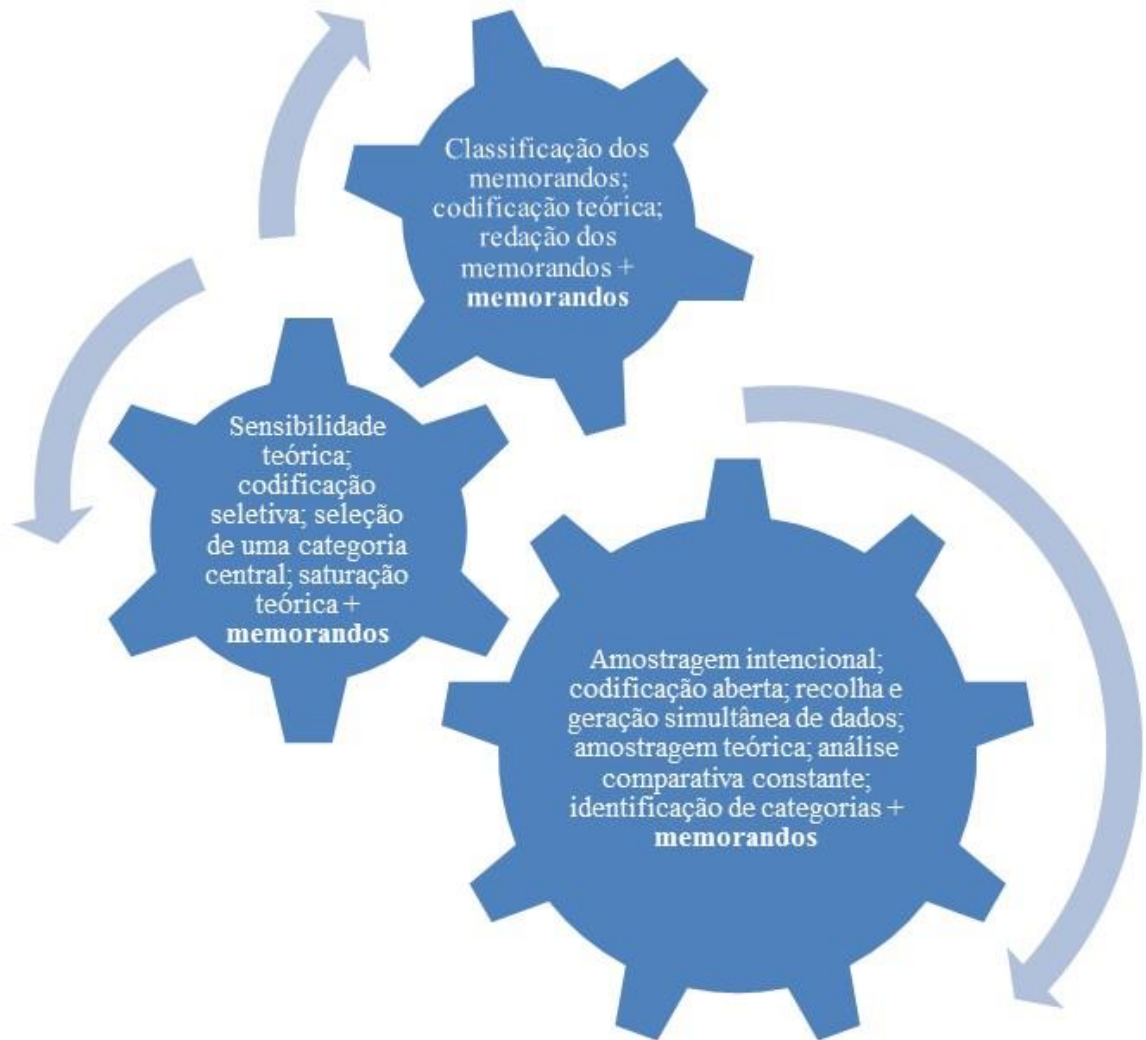 Classificação dos
memorandos;
codificação teórica;
redação dos
memorandos +
memorandos
Sensibilidade
teórica;
codificação
seletiva; seleção
de uma categoria
central; saturação
teórica +
memorandos
Amostragem intencional;
codificação aberta; recolha e
geração simultânea de dados;
amostragem teórica; análise
comparativa constante;
identificação de categorias +
memorandos